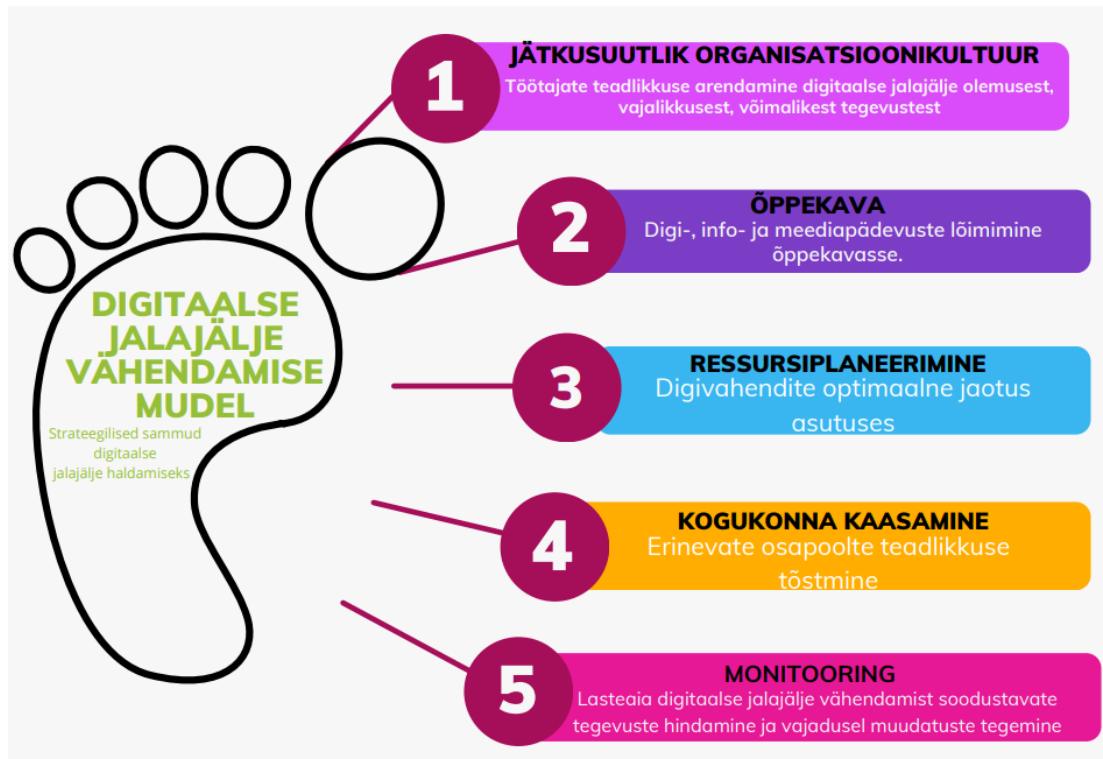 DIGITAALSE
JALAJÄLJE
VÄHENDAMISE
MUDEL
Strateegilised sammud
digitaalse
jalajälje haldamiseks
1
JÄTKUSUUTLIK ORGANISATSIOONIKULTUUR
Töötajate teadlikkuse arendamine digitaalse jalajälje olemusest,
vajalikkusest, võimalikest tegevustest
2
ÕPPEKAVA
Digi-, info- ja meediapädevuste lõimimine
õppekavasse.
3
RESSURSIPLANEERIMINE
Digivahendite optimaalne jaotus
asutuses
4
KOGUKONNA KAASAMINE
Erinevate osapoolte teadlikkuse
tõstmine
5
MONITOORING
Lasteaia digitaalse jalajälje vähendamist soodustavate
tegevuste hindamine ja vajadusel muudatuste tegemine